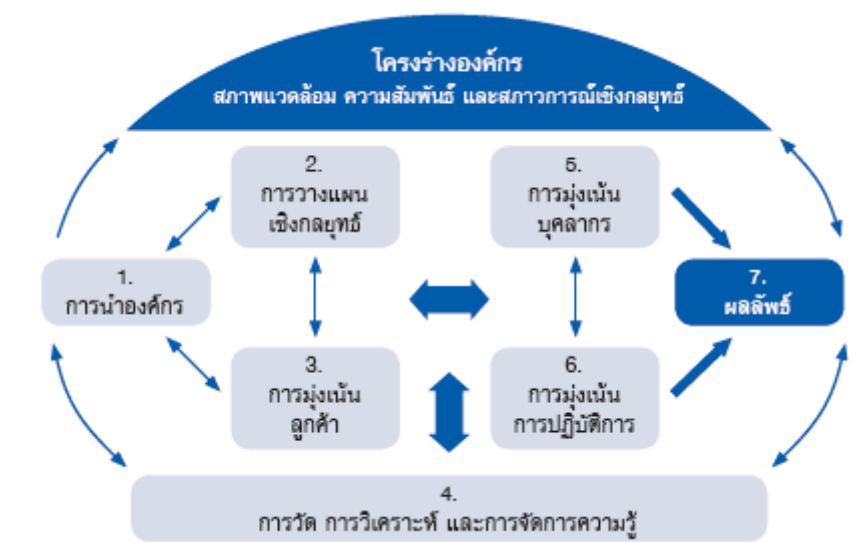 โครงร่างองค์กร
สภาพแวดล้อม ความสัมพันธ์ และสภาวการณ์เชิงกลยุทธ์
2.
การวางแผน
เชิงกลยุทธ์
5.
การมุ่งเน้น
บุคลากร
1.
การนำองค์กร
7.
ผลลัพธ์
3.
การมุ่งเน้น
ลูกค้า
6.
การมุ่งเน้น
การปฏิบัติการ
4.
การวัด การวิเคราะห์ และการจัดการความรู้